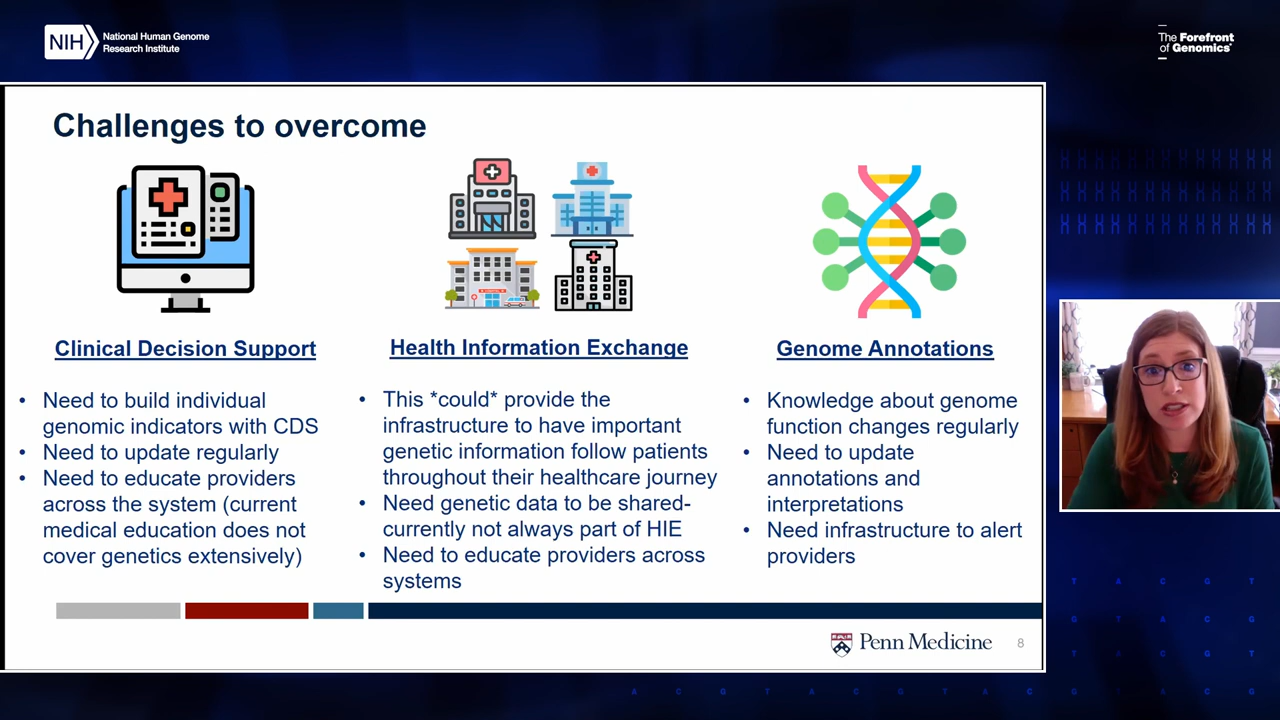 NIH
National Human Genome
Research Institute
The Forefront
of Genomics®
Challenges to overcome
Clinical Decision Support
• Need to build individual
genomic indicators with CDS
• Need to update regularly
• Need to educate providers
across the system (current
medical education does not
cover genetics extensively)
Health Information Exchange
• This *could* provide the
infrastructure to have important
genetic information follow patients
throughout their healthcare journey
• Need genetic data to be shared-
currently not always part of HIE
• Need to educate providers across
systems
Genome Annotations
• Knowledge about genome
function changes regularly
• Need to update
annotations and
interpretations
• Need infrastructure to alert
providers
Penn Medicine
8